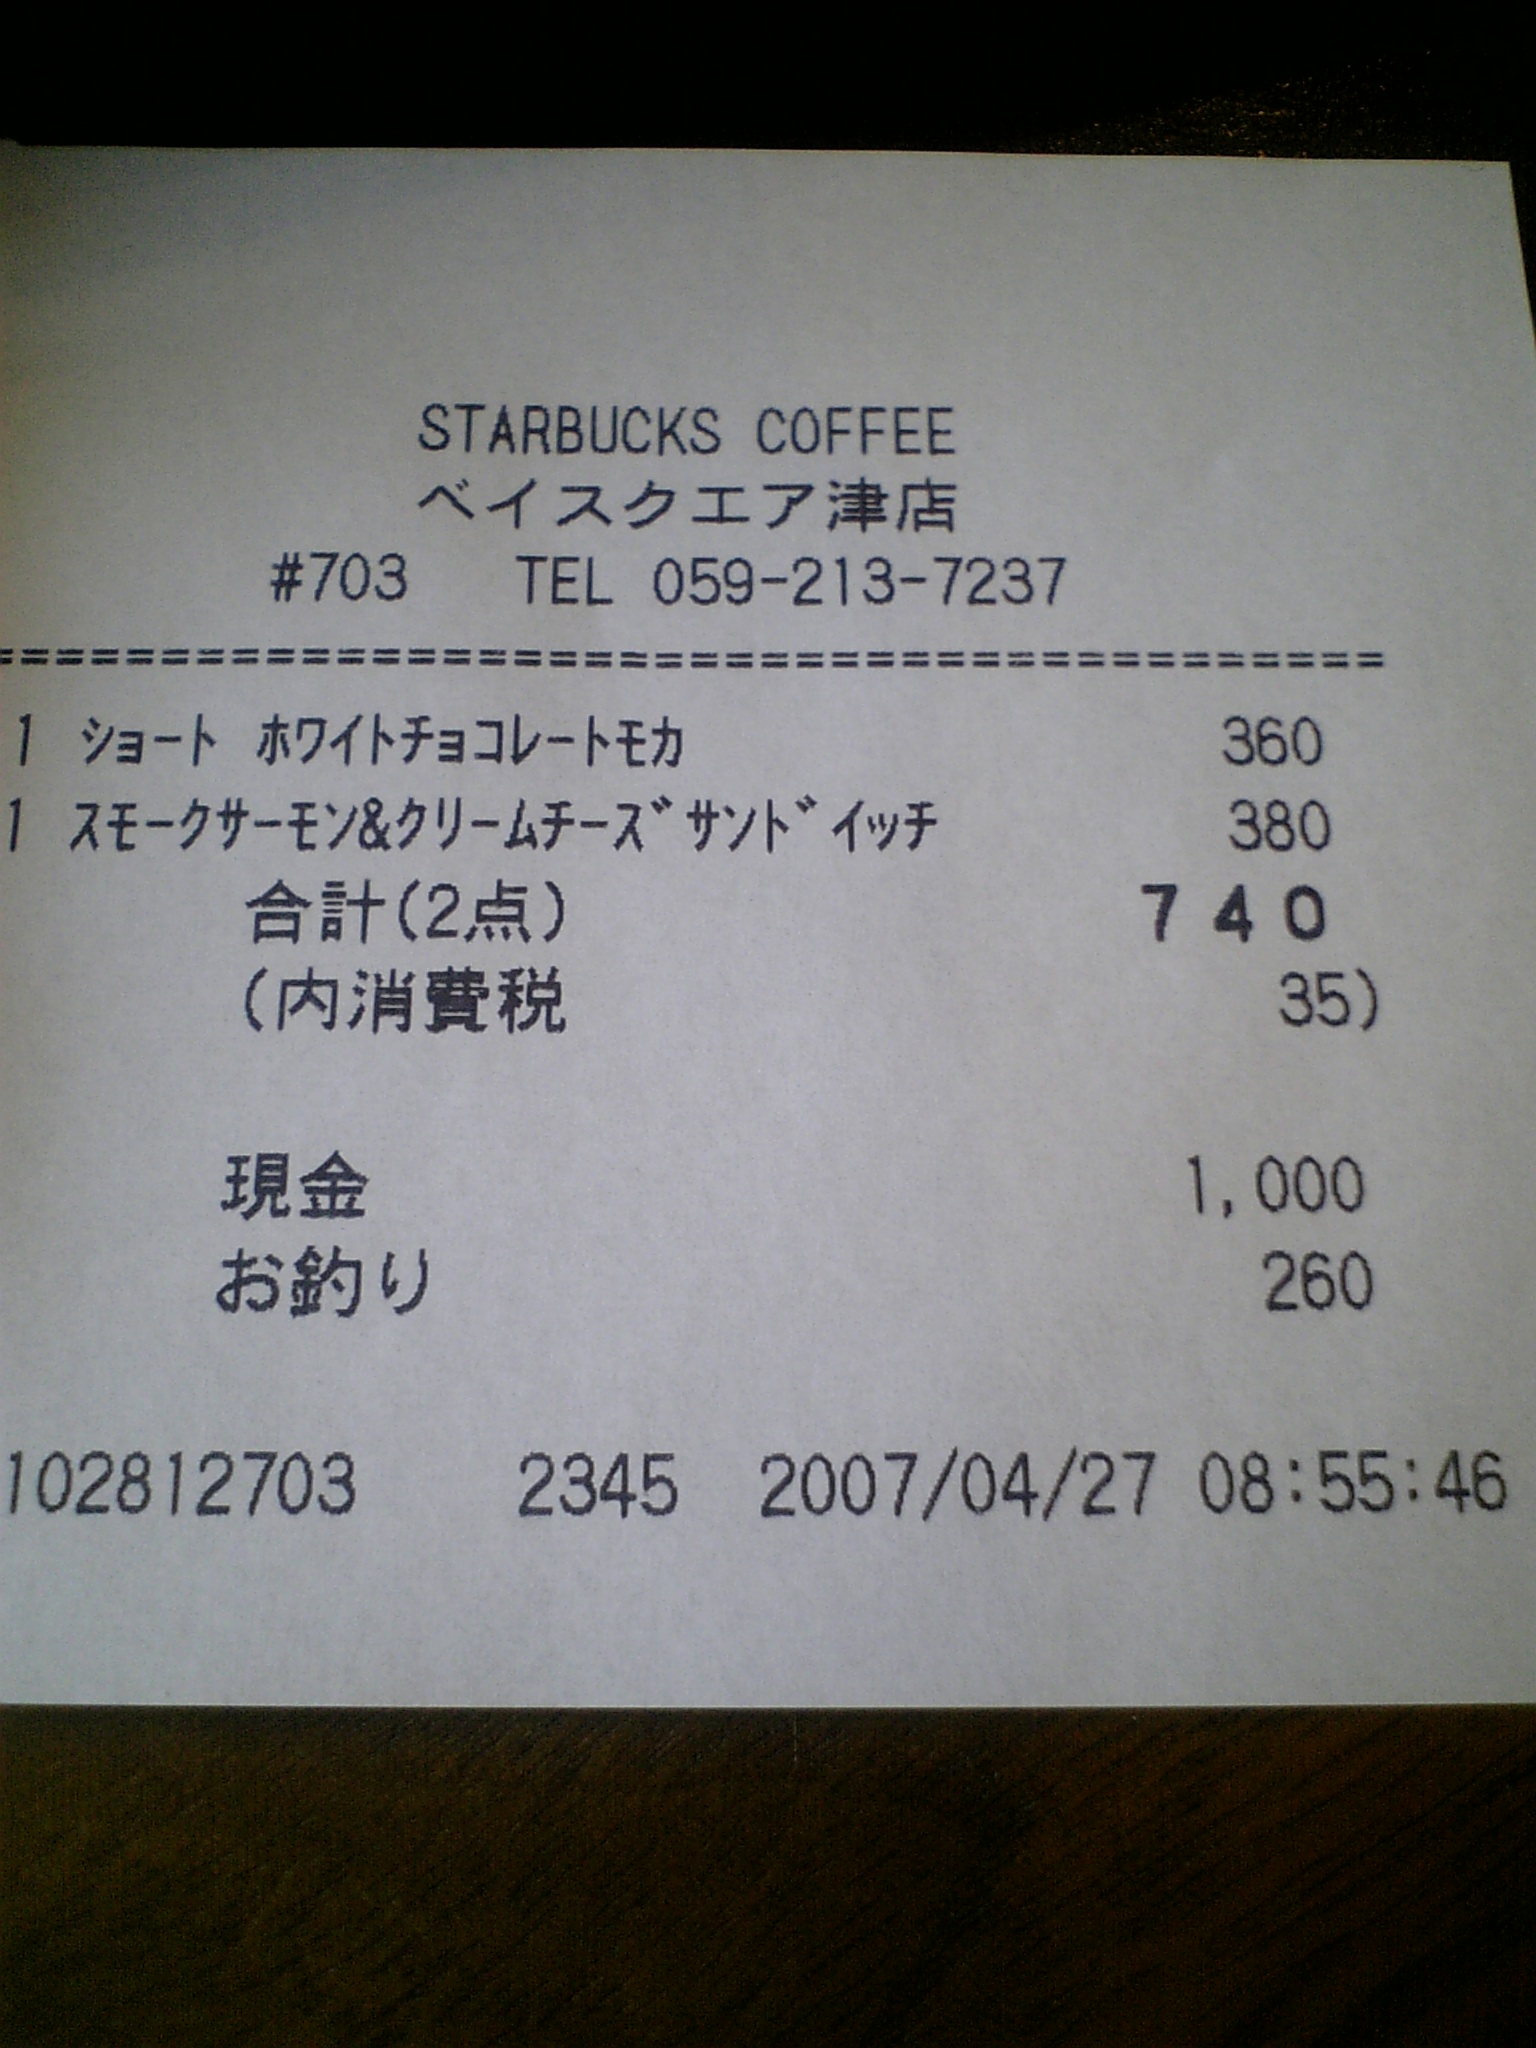 STARBUCKS COFFEE
ベイスクエア津店
#703 TEL 059-213-7237
========================================
1 ショート ホワイトチョコレートモカ 360
1 スモークサーモン&クリームチーズサンドイッチ 380
合計(2点) 740
(内消費税 35)
現金 1,000
お釣り 260
102812703 2345 2007/04/27 08:55:46